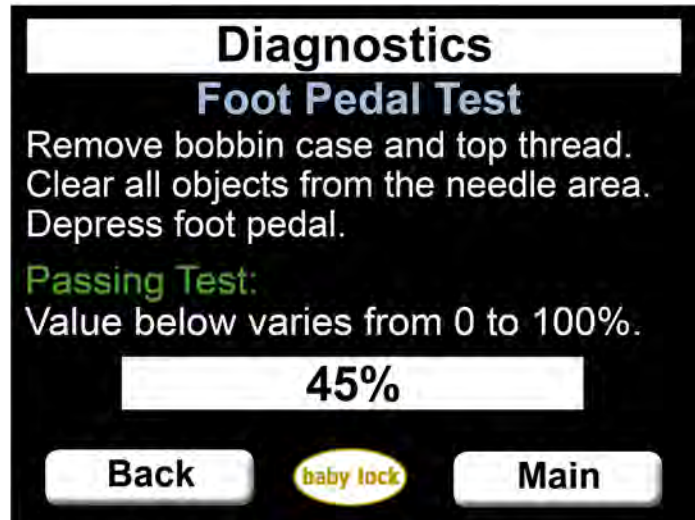 Diagnostics
Foot Pedal Test
Remove bobbin case and top thread.
Clear all objects from the needle area.
Depress foot pedal.
Passing Test:
Value below varies from 0 to 100%.
45%
Back
baby lock
Main